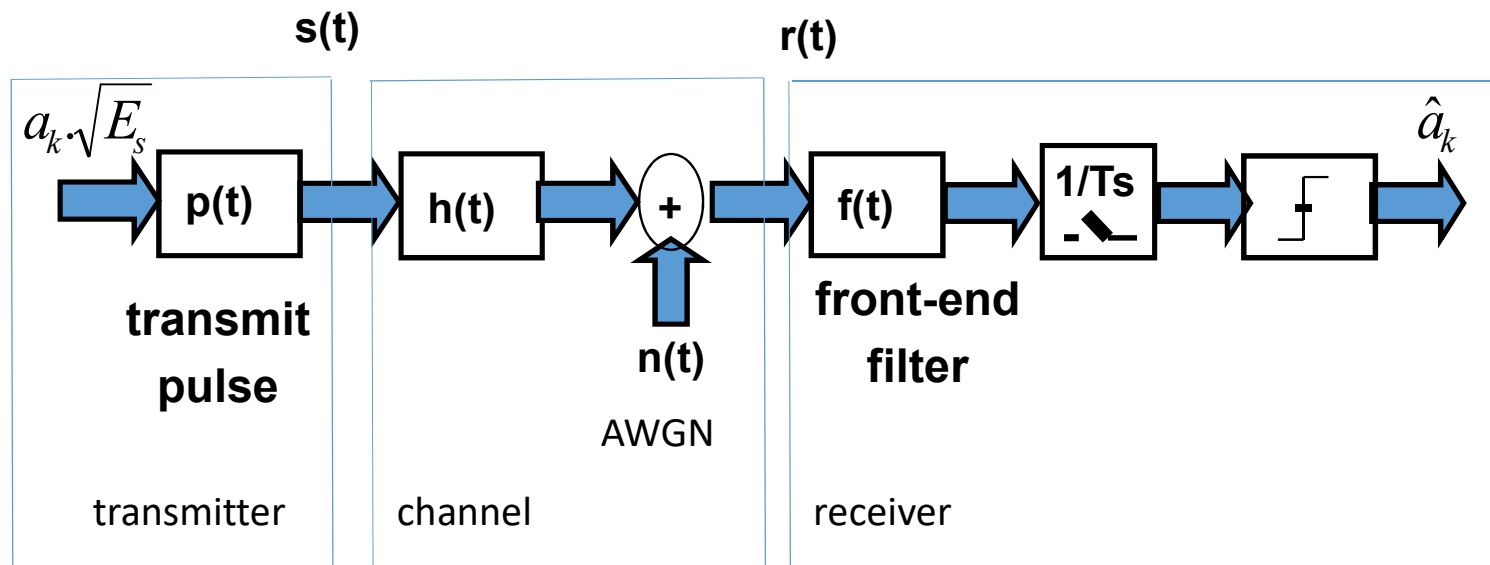 s(t)
r(t)
a_k.√E_s
â_k
p(t)
h(t)
+
f(t)
1/Ts
transmit
pulse
n(t)
front-end
filter
AWGN
transmitter
channel
receiver